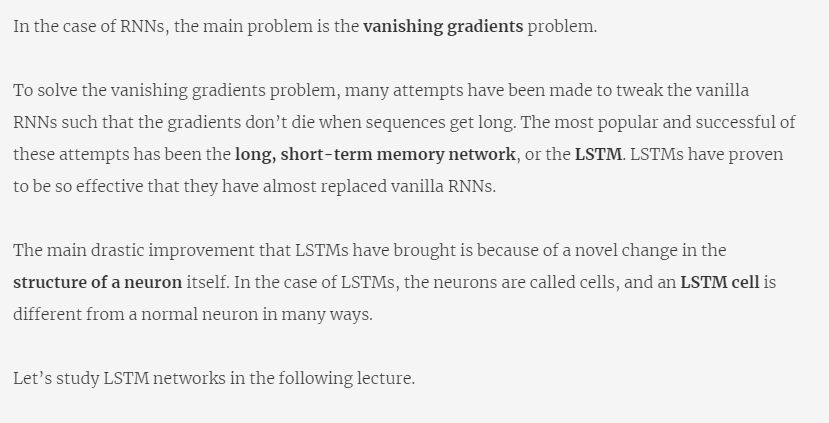 In the case of RNNs, the main problem is the vanishing gradients problem.
To solve the vanishing gradients problem, many attempts have been made to tweak the vanilla
RNNs such that the gradients don’t die when sequences get long. The most popular and successful of
these attempts has been the long, short-term memory network, or the LSTM. LSTMs have proven
to be so effective that they have almost replaced vanilla RNNs.
The main drastic improvement that LSTMs have brought is because of a novel change in the
structure of a neuron itself. In the case of LSTMs, the neurons are called cells, and an LSTM cell is
different from a normal neuron in many ways.
Let’s study LSTM networks in the following lecture.